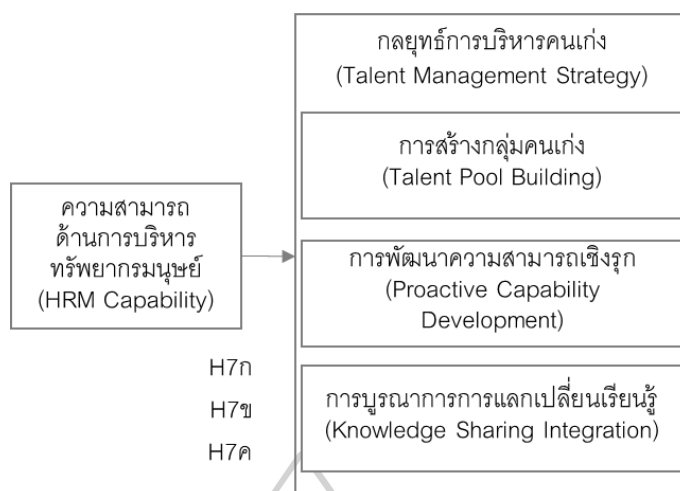 กลยุทธ์การบริหารคนเก่ง
(Talent Management Strategy)
การสร้างกลุ่มคนเก่ง
(Talent Pool Building)
ความสามารถ
ด้านการบริหาร
ทรัพยากรมนุษย์
(HRM Capability)
การพัฒนาความสามารถเชิงรุก
(Proactive Capability
Development)
H7ก
H7ข
H7ค
การบูรณาการการแลกเปลี่ยนเรียนรู้
(Knowledge Sharing Integration)